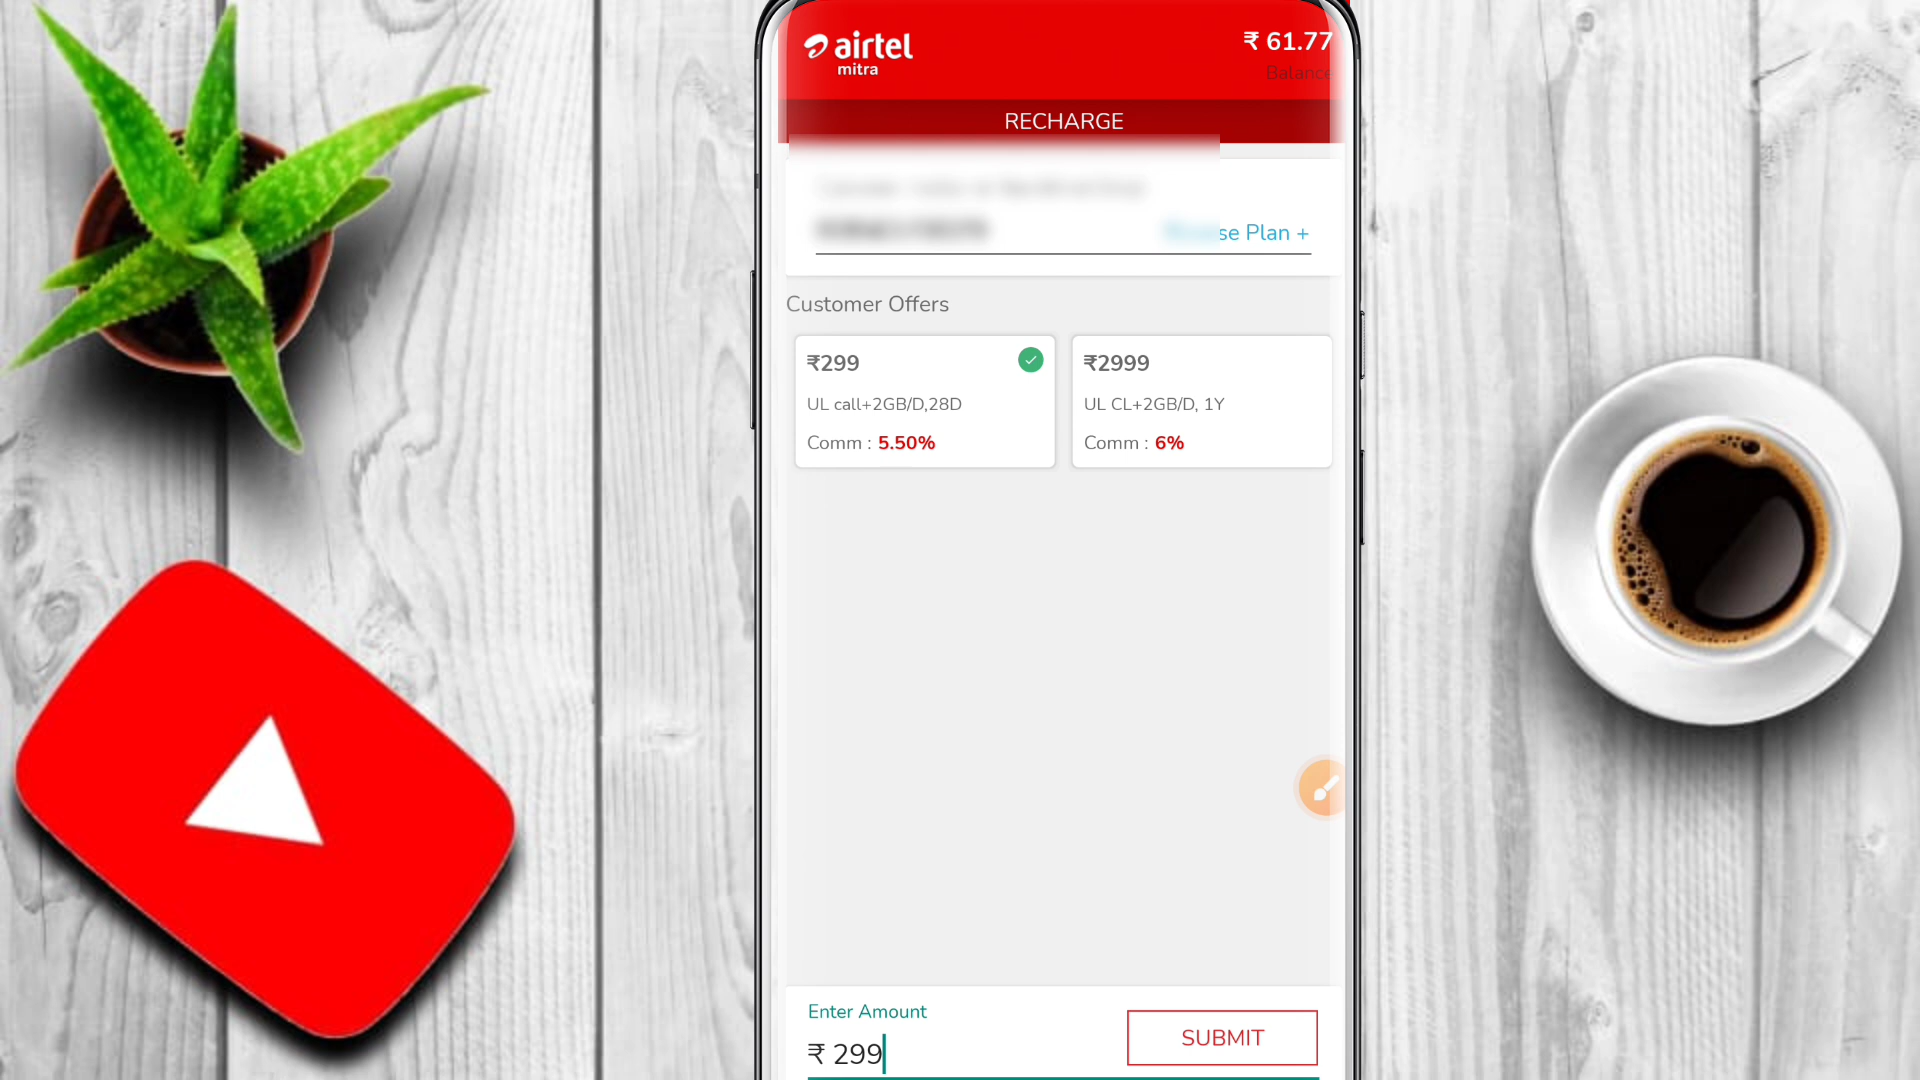 airtel
mitra
₹ 61.77
Balance
RECHARGE
se Plan +
Customer Offers
₹299
UL call+2GB/D,28D
Comm : 5.50%
₹2999
UL CL+2GB/D, 1Y
Comm : 6%
Enter Amount
₹ 299
SUBMIT